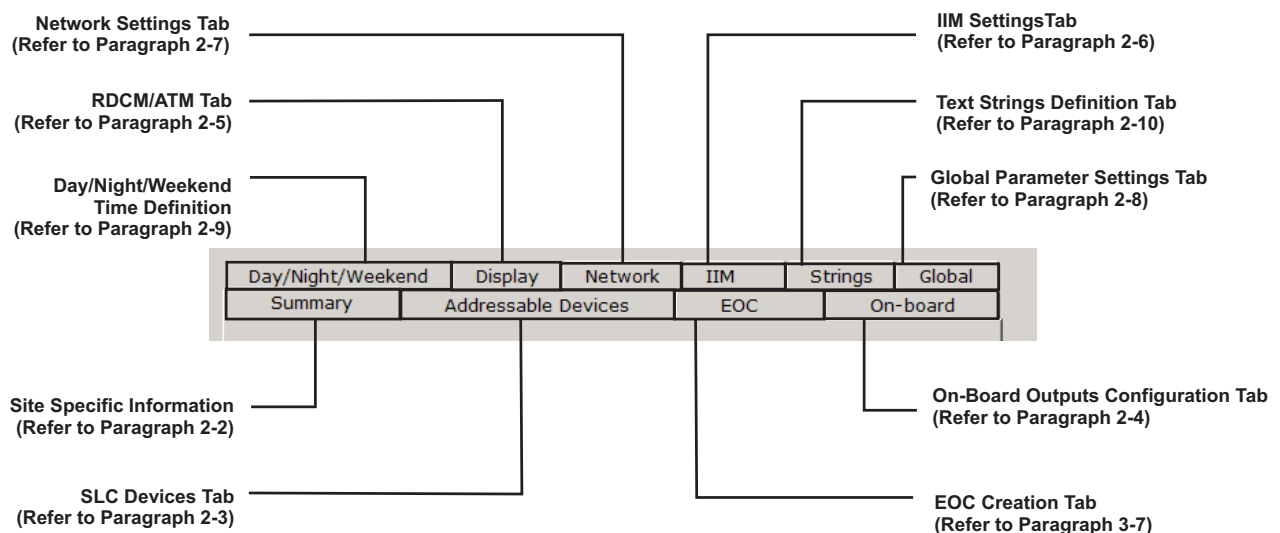 Network Settings Tab
(Refer to Paragraph 2-7)
IIM SettingsTab
(Refer to Paragraph 2-6)
RDCM/ATM Tab
(Refer to Paragraph 2-5)
Text Strings Definition Tab
(Refer to Paragraph 2-10)
Day/Night/Weekend
Time Definition
(Refer to Paragraph 2-9)
Global Parameter Settings Tab
(Refer to Paragraph 2-8)
Day/Night/Weekend Display Network IIM Strings Global
Summary Addressable Devices EOC On-board
Site Specific Information
(Refer to Paragraph 2-2)
On-Board Outputs Configuration Tab
(Refer to Paragraph 2-4)
SLC Devices Tab
(Refer to Paragraph 2-3)
EOC Creation Tab
(Refer to Paragraph 3-7)